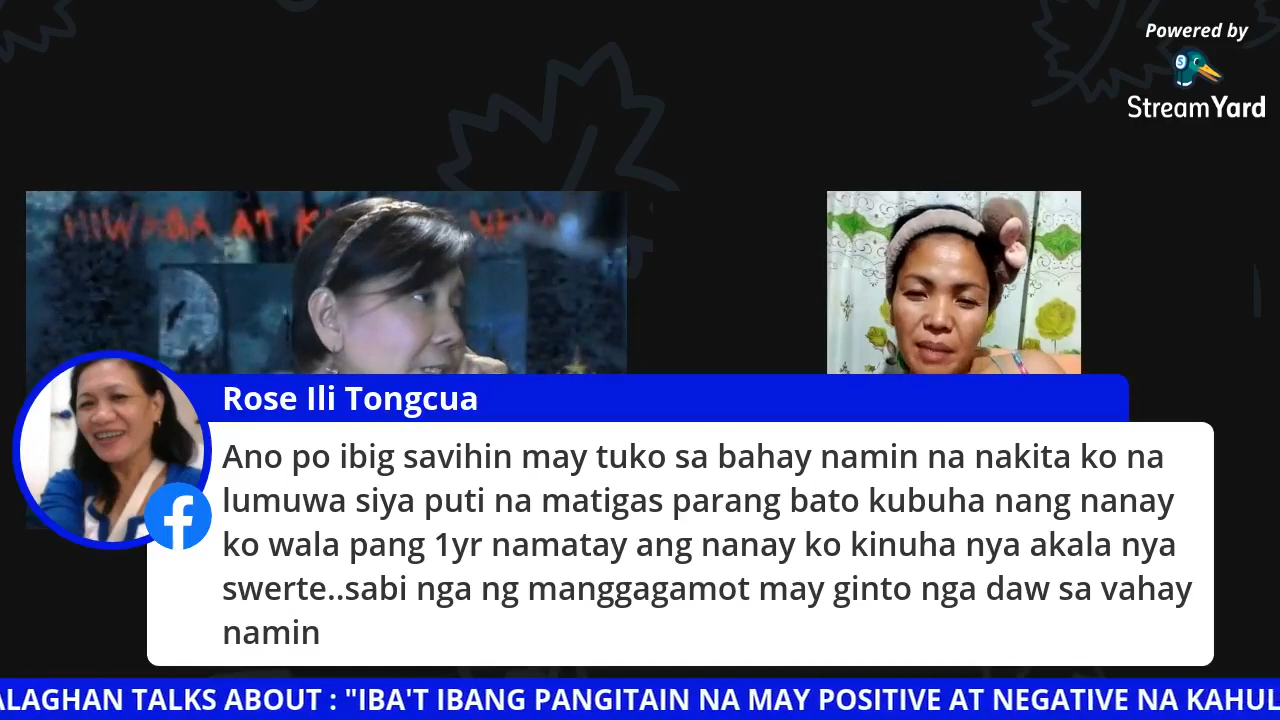 Powered by
StreamYard
HIWAGA AT K
Rose Ili Tongcua
Ano po ibig savihin may tuko sa bahay namin na nakita ko na
lumuwa siya puti na matigas parang bato kubuha nang nanay
ko wala pang 1yr namatay ang nanay ko kinuha nya akala nya
swerte..sabi nga ng manggagamot may ginto nga daw sa vahay
namin
ALAGHAN TALKS ABOUT : "IBA'T IBANG PANGITAIN NA MAY POSITIVE AT NEGATIVE NA KAHUL